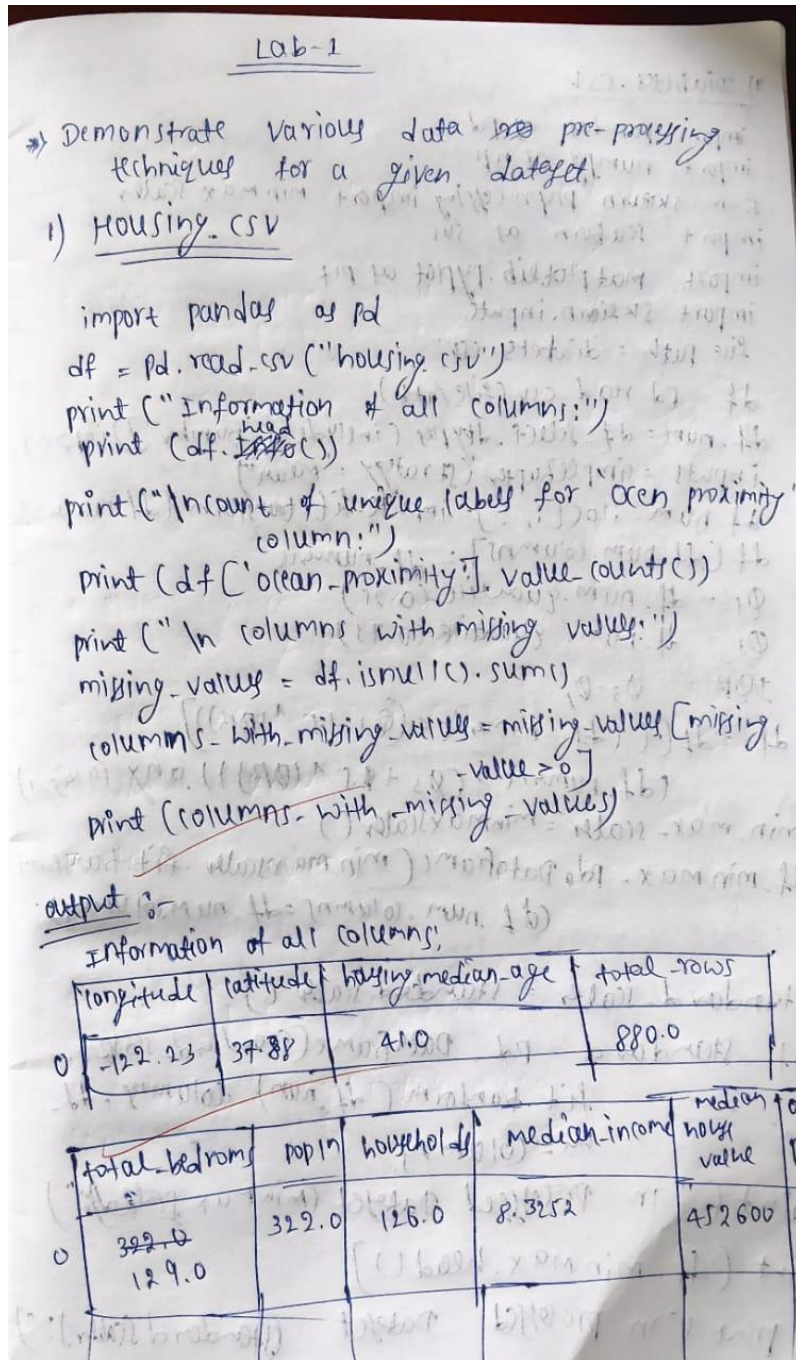 Lab-1
*) Demonstrate various data pre-processing
techniques for a given dataset.
1) Housing.csv
import pandas as pd
df = pd.read_csv("housing.csv")
print ("Information of all columns:")
print (df.head())
print ("\ncount of unique labels for 'ocen proximity'
column:")
print (df['ocean_proximity'].value_counts())
print ("\n columns with missing values:")
missing_values = df.isnull().sum()
columns_with_missing_values = missing_values [missing
_value > 0]
print (columns_with_missing_values)
output :-
Information of all columns:
longitude latitude housing_median_age total_rows
0 -122.23 37.88 41.0 880.0
total_bedroms popln households median_income median house value
0 322.0 129.0 322.0 126.0 8.3252 452600